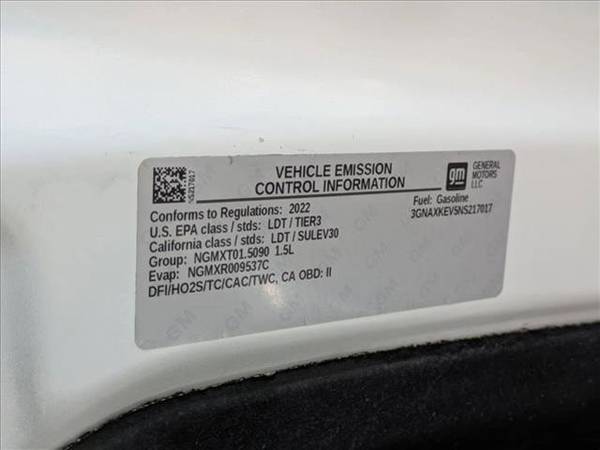 VEHICLE EMISSION
CONTROL INFORMATION
gm
GENERAL
MOTORS
LLC
NS217017
Conforms to Regulations: 2022
U.S. EPA class / stds: LDT / TIER3
California class / stds: LDT / SULEV30
Group: NGMXT01.5090 1.5L
Evap: NGMXR009537C
DFI/HO2S/TC/CAC/TWC, CA OBD: II
Fuel: Gasoline
3GNAXKEV5NS217017